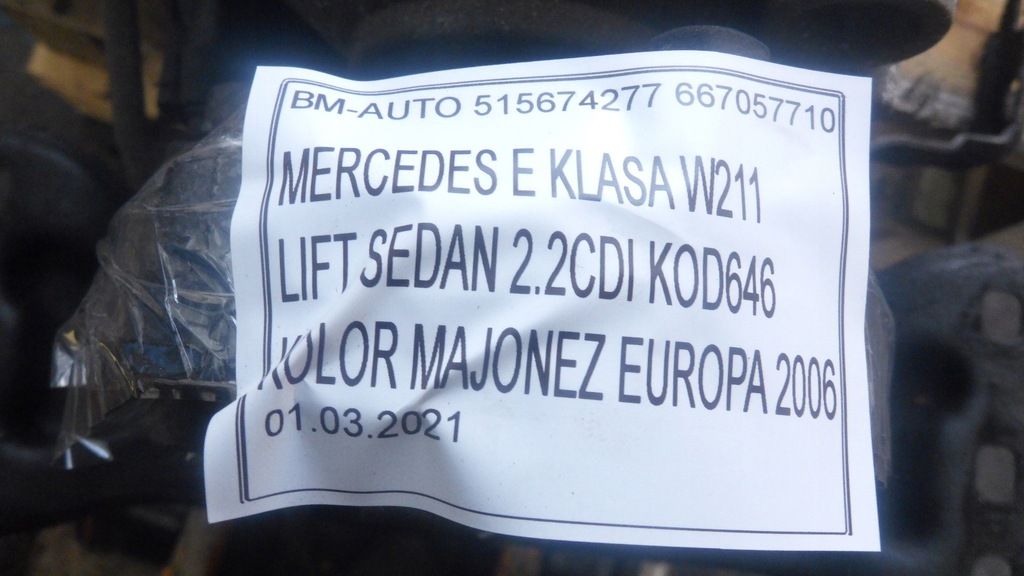 BM-AUTO 515674277 667057710
MERCEDES E KLASA W211
LIFT SEDAN 2.2CDI KOD646
KOLOR MAJONEZ EUROPA 2006
01.03.2021